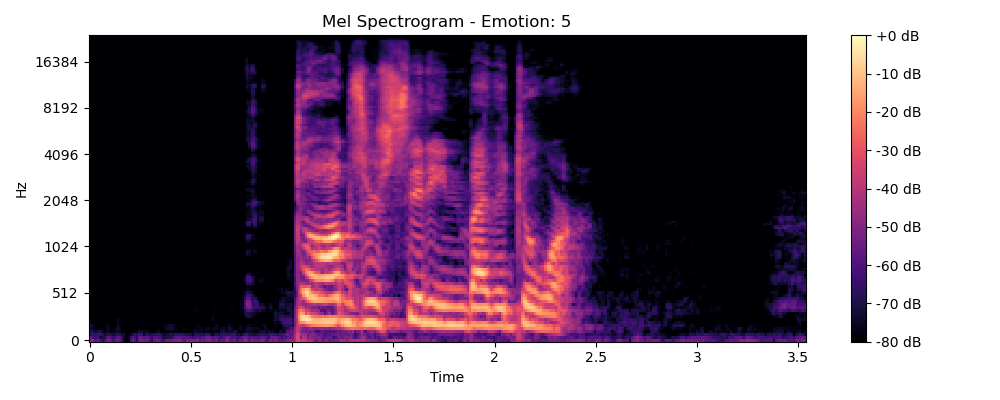 Mel Spectrogram - Emotion: 5
Hz
16384
8192
4096
2048
1024
512
0
0 0.5 1 1.5 2 2.5 3 3.5
Time
+0 dB
-10 dB
-20 dB
-30 dB
-40 dB
-50 dB
-60 dB
-70 dB
-80 dB